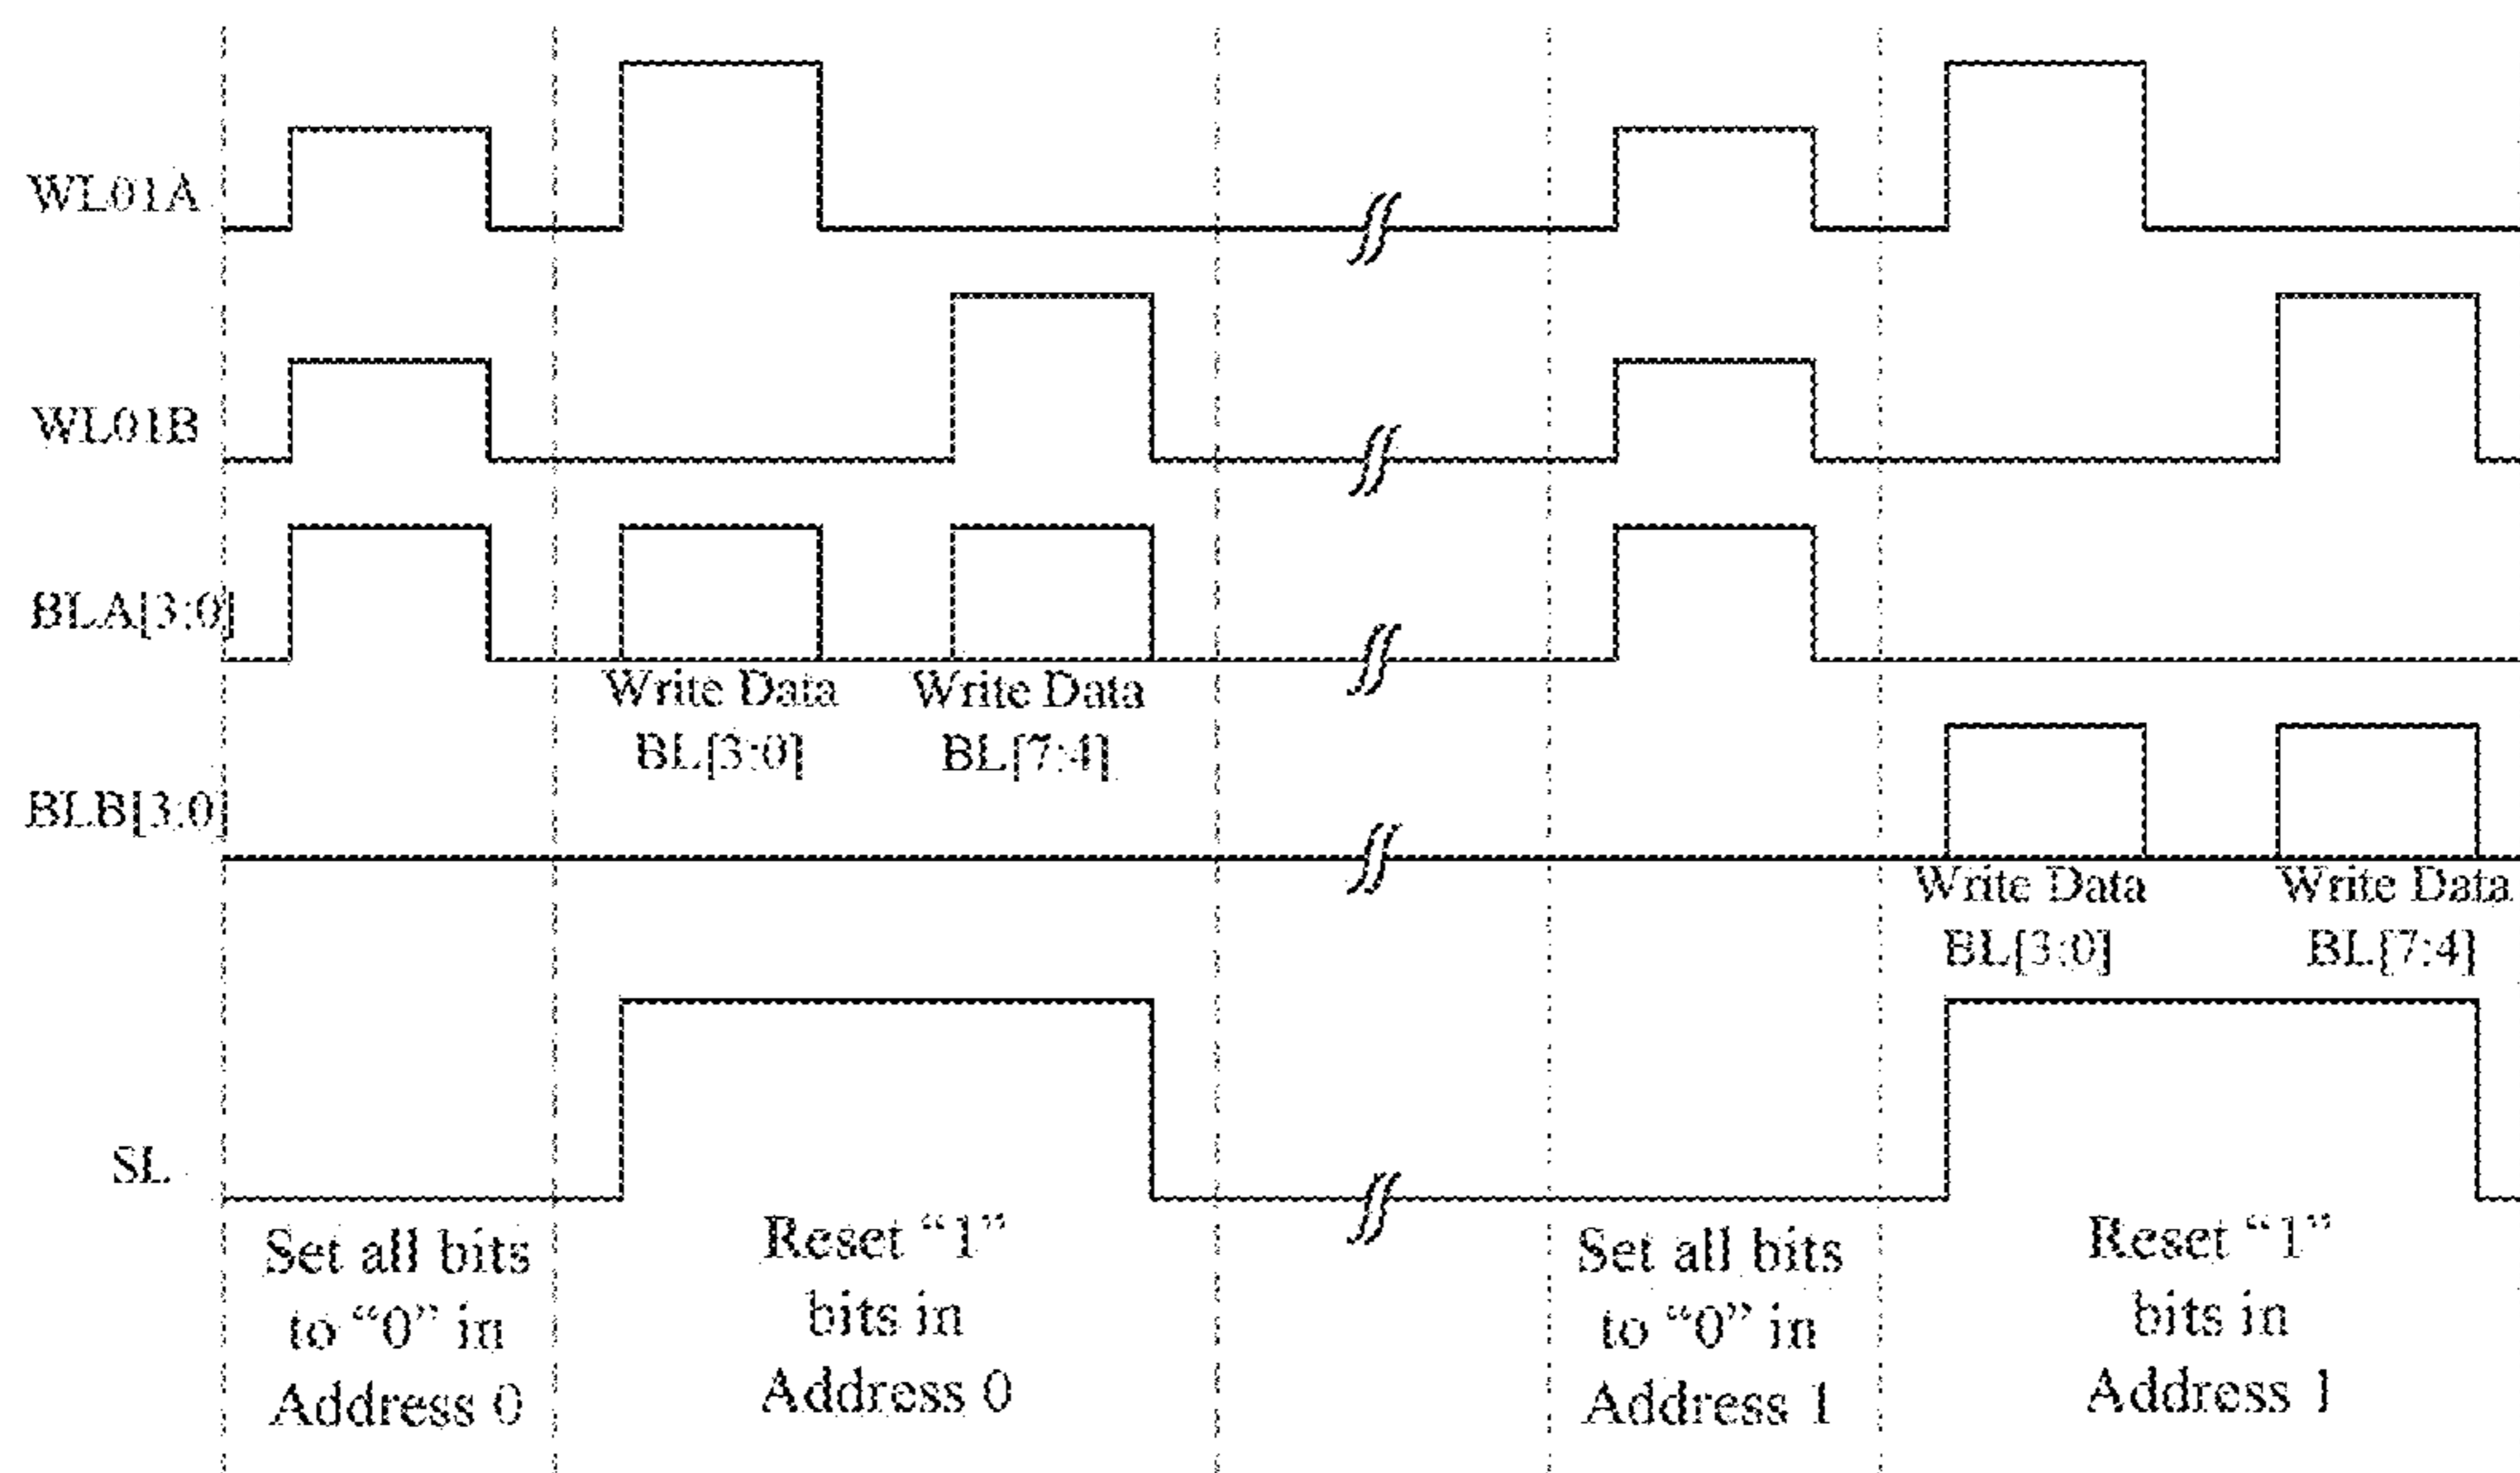 WL01A
WL01B
BLA[3:0]
Write Data
BL[3:0]
Write Data
BL[7:4]
BLB[3:0]
Write Data
BL[3:0]
Write Data
BL[7:4]
SL
Set all bits
to “0” in
Address 0
Reset “1”
bits in
Address 0
Set all bits
to “0” in
Address 1
Reset “1”
bits in
Address 1